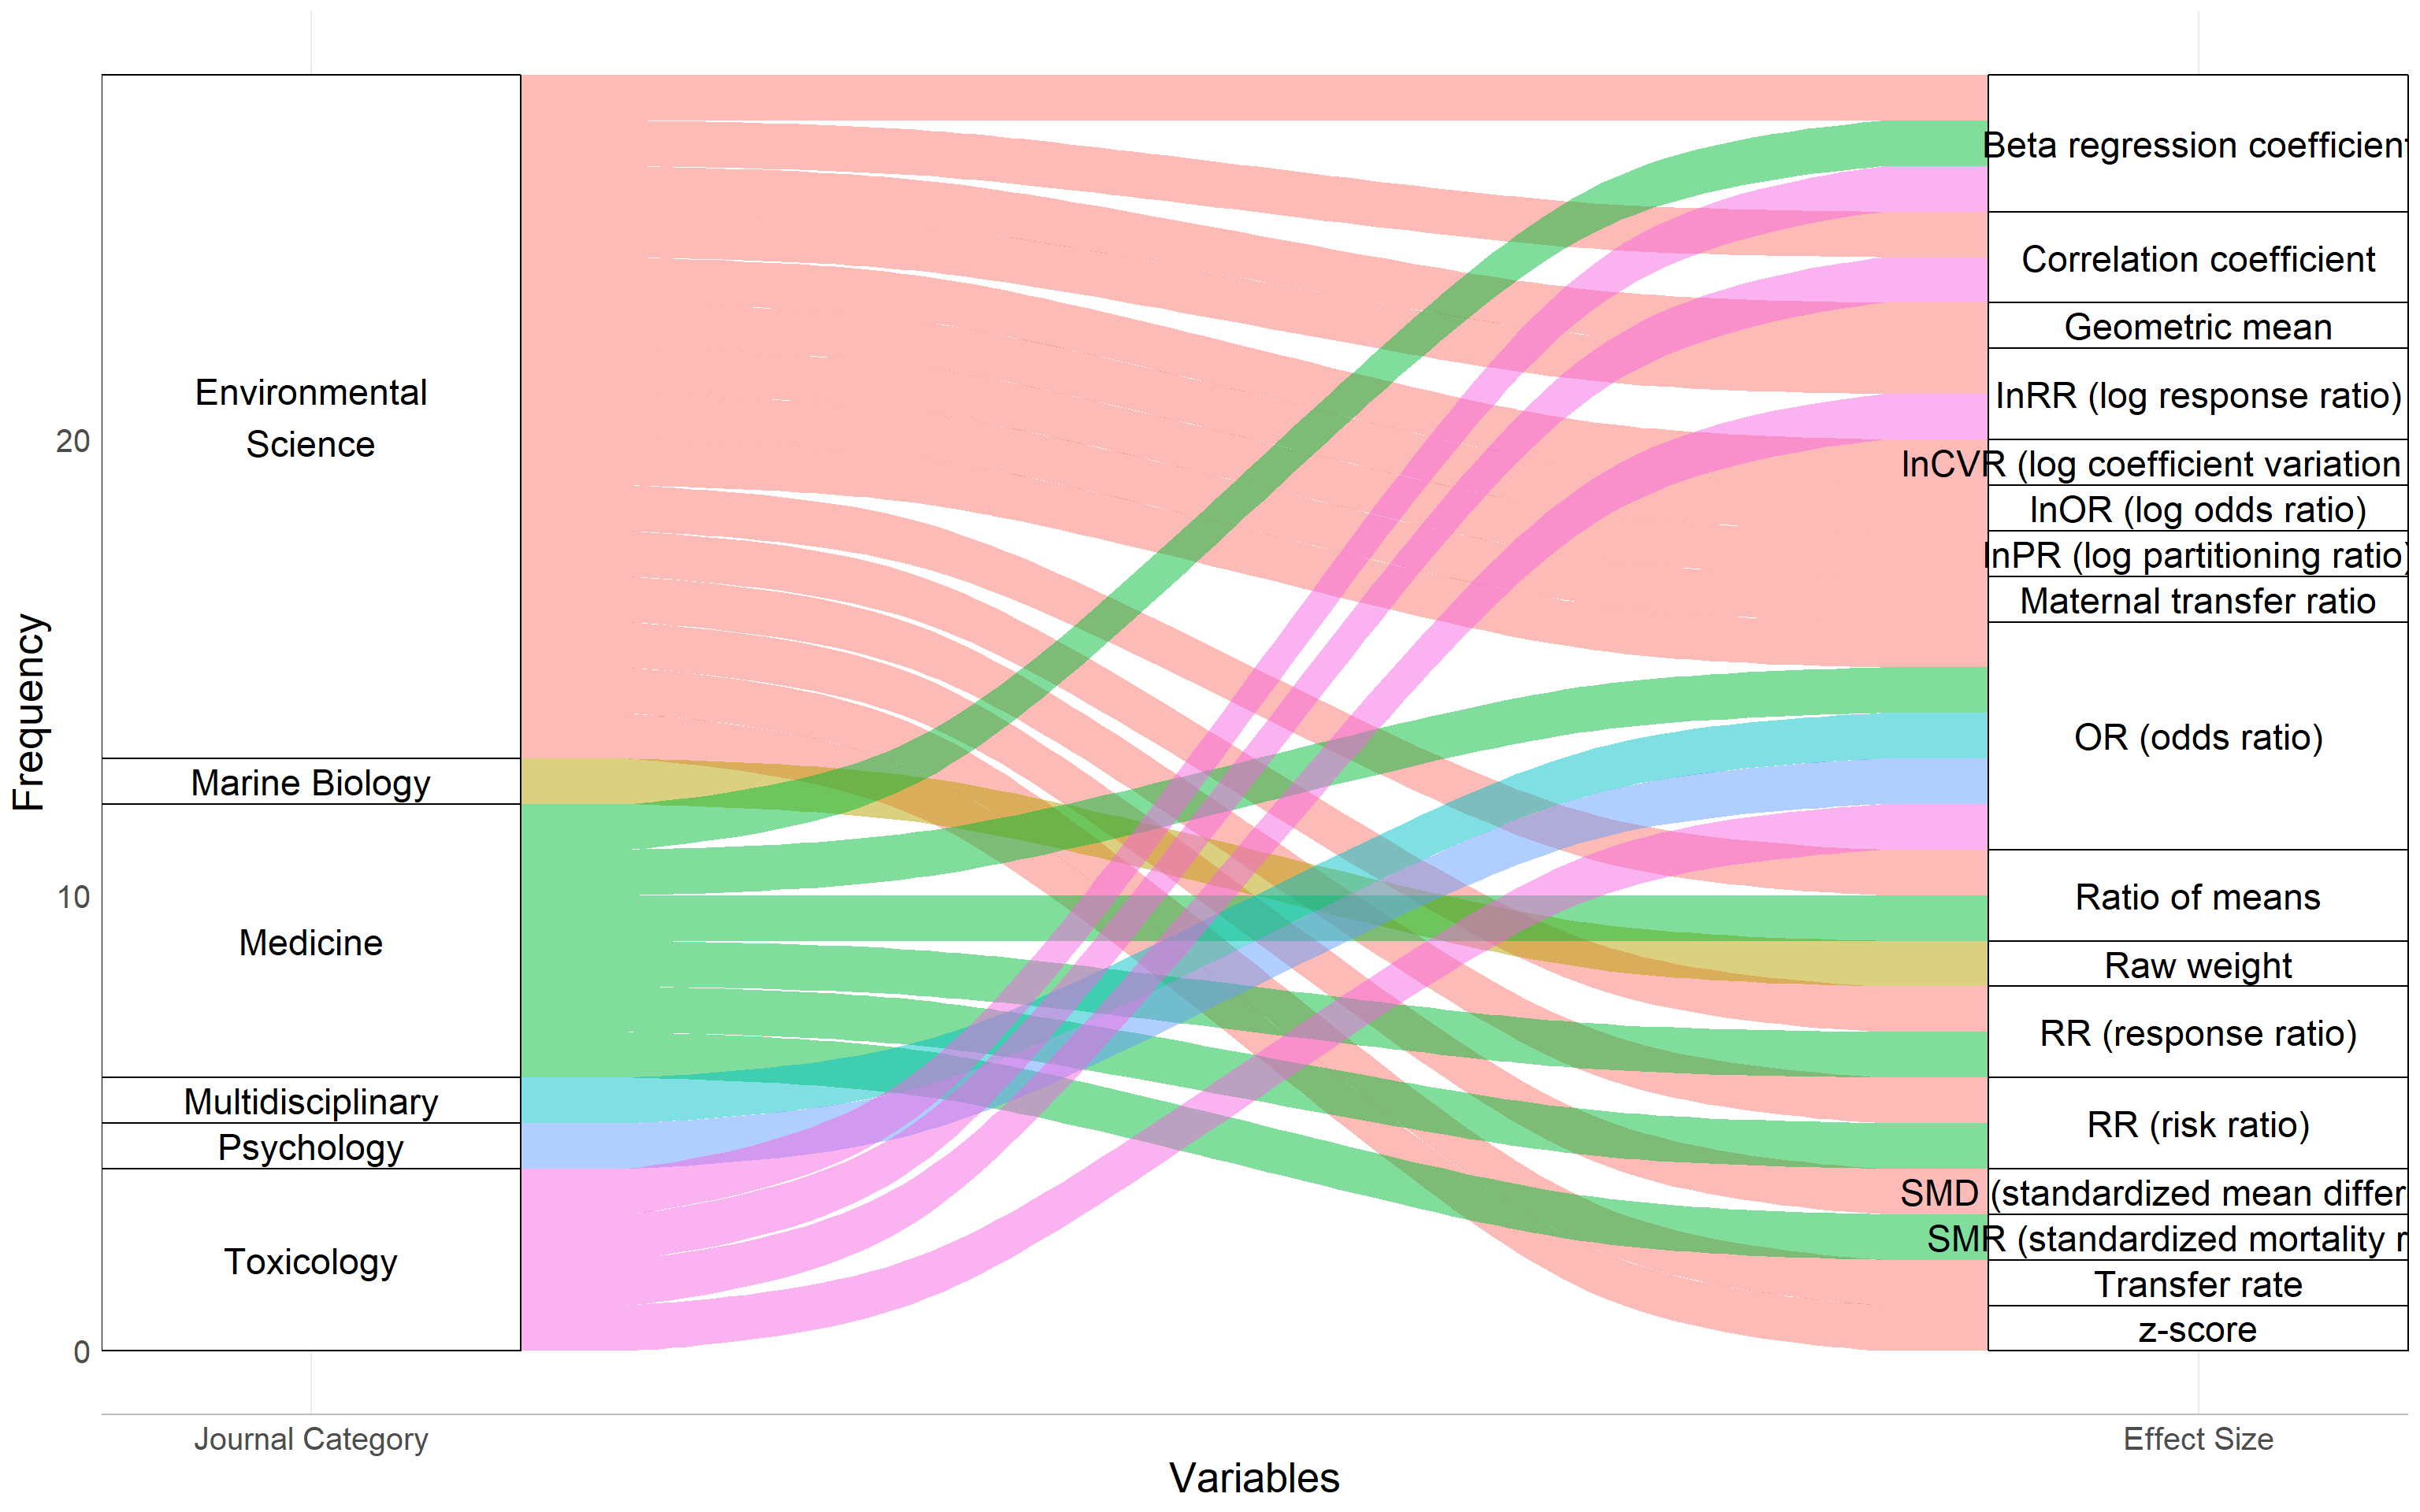 Frequency
20
10
0
Environmental
Science
Marine Biology
Medicine
Multidisciplinary
Psychology
Toxicology
Beta regression coefficient
Correlation coefficient
Geometric mean
lnRR (log response ratio)
lnCVR (log coefficient variation
lnOR (log odds ratio)
lnPR (log partitioning ratio)
Maternal transfer ratio
OR (odds ratio)
Ratio of means
Raw weight
RR (response ratio)
RR (risk ratio)
SMD (standardized mean differ
SMR (standardized mortality r
Transfer rate
z-score
Journal Category
Effect Size
Variables